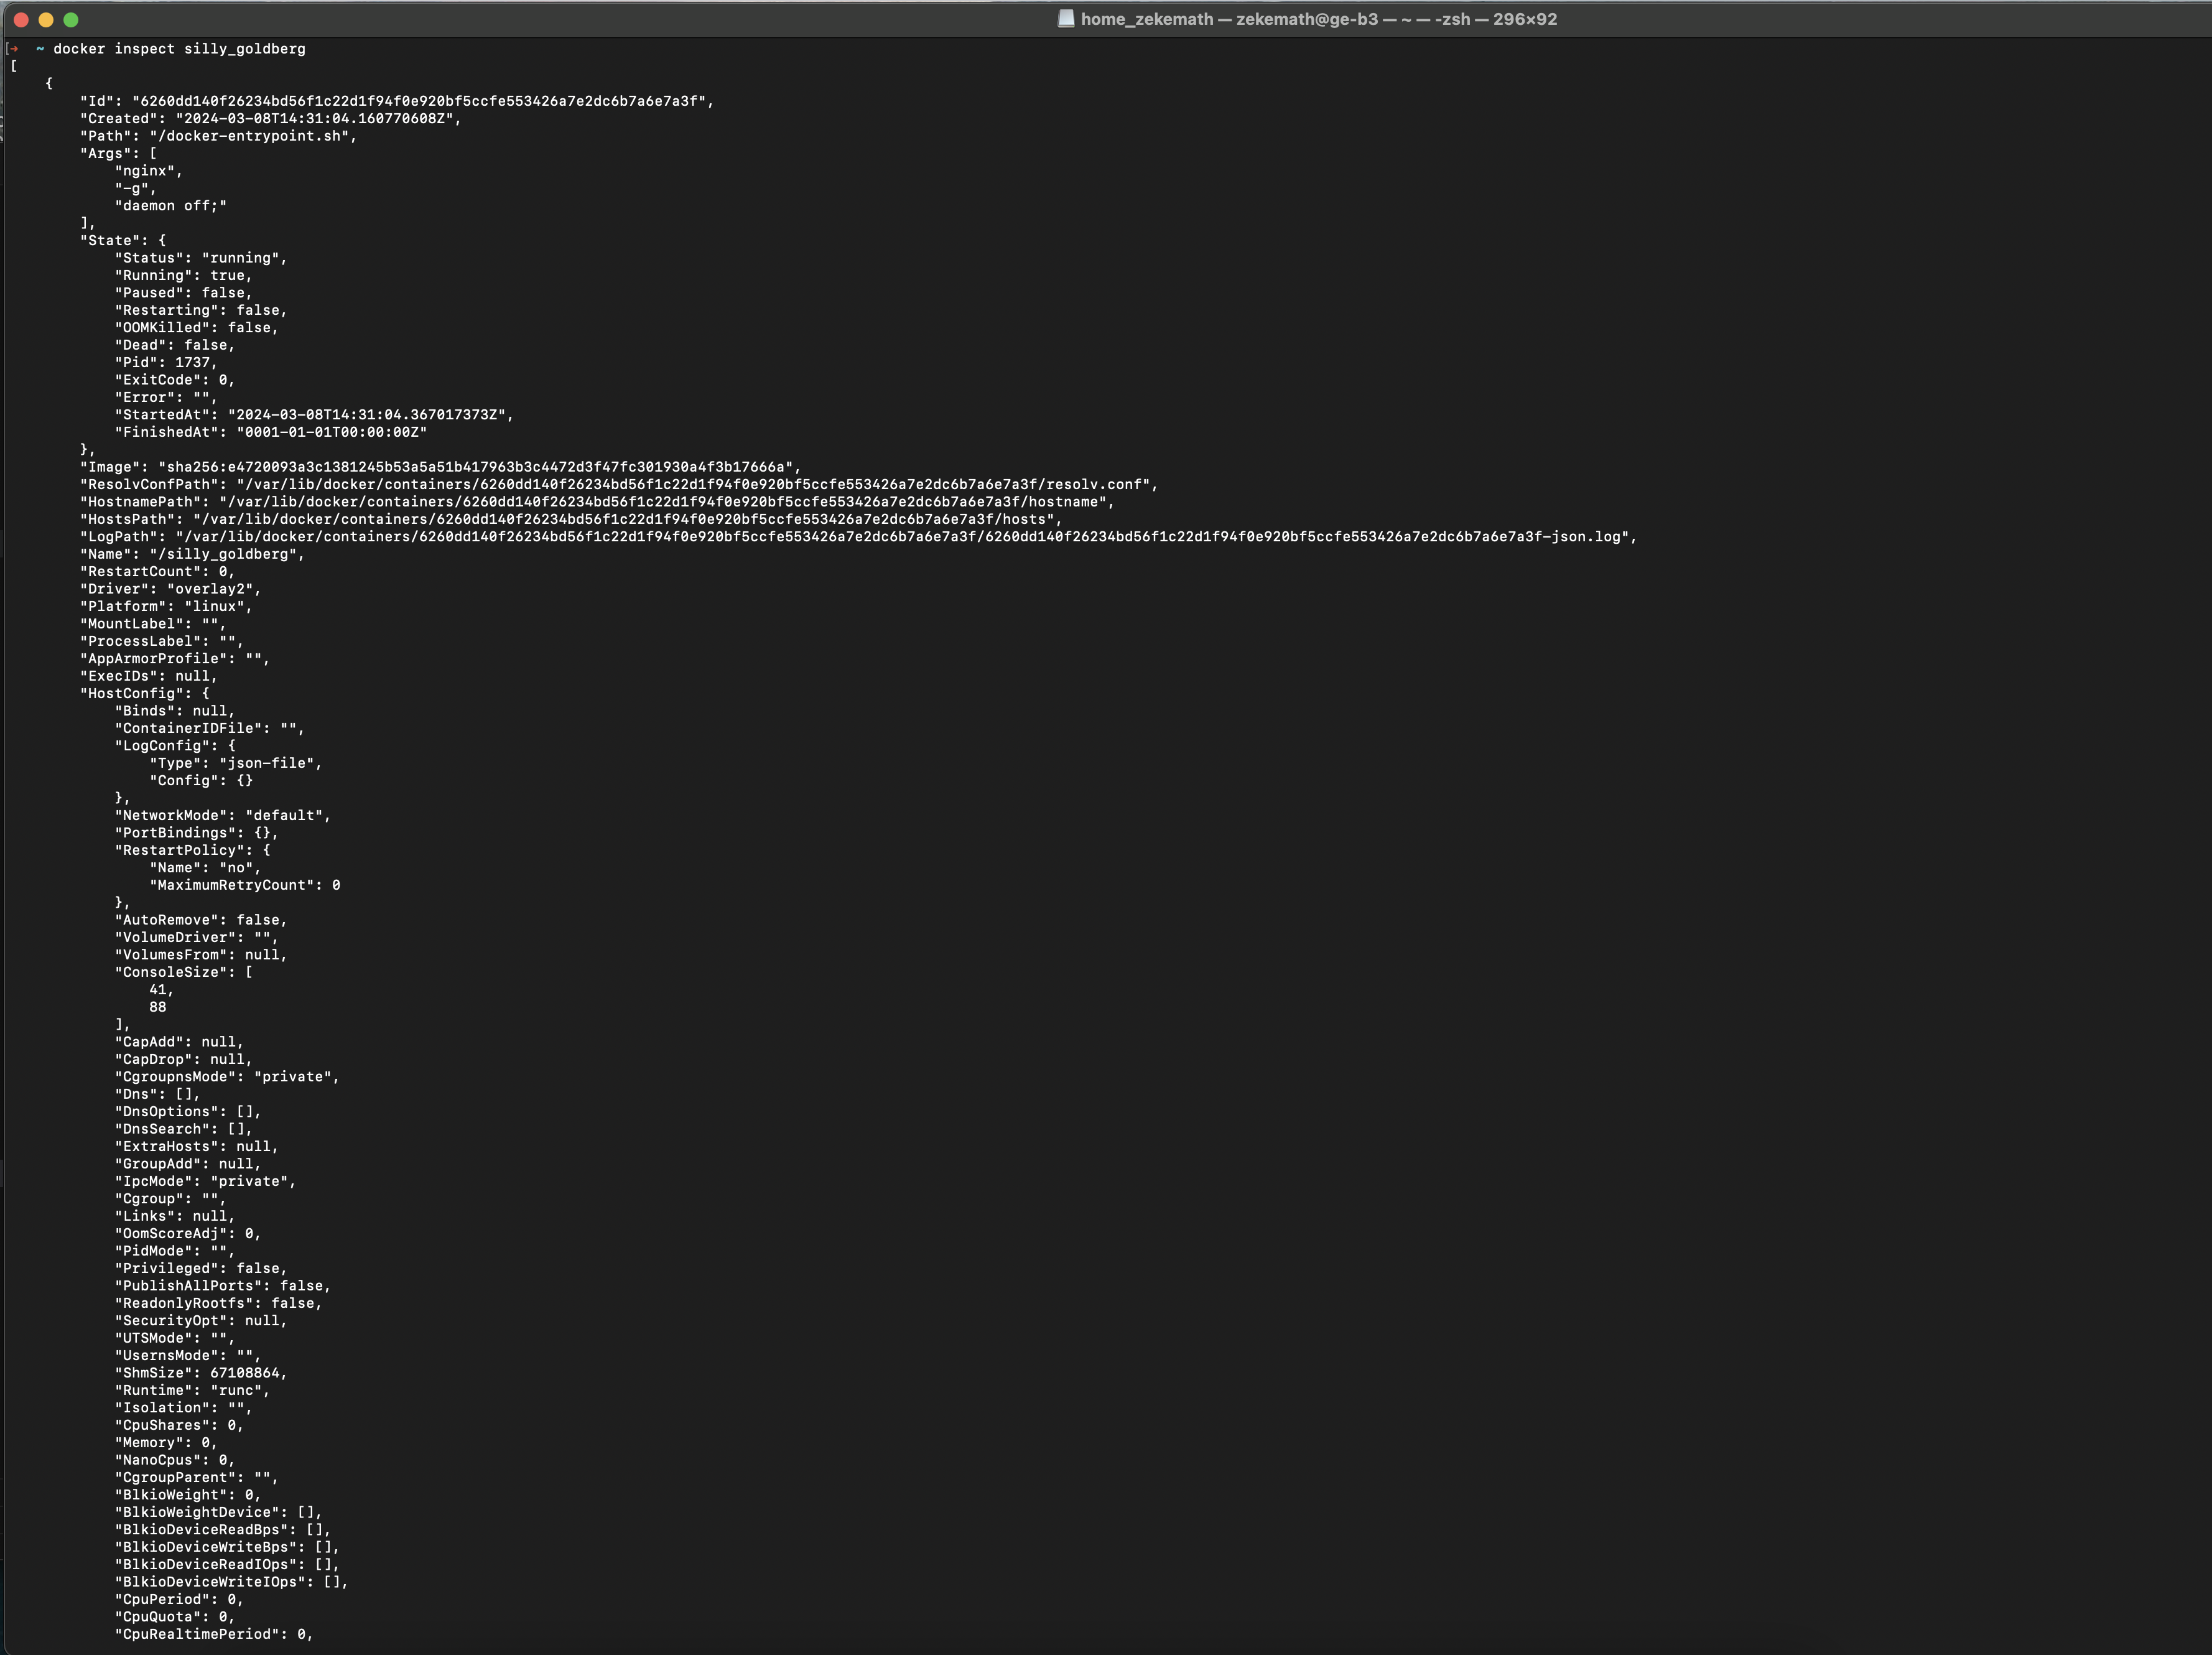 home_zekemath — zekemath@ge-b3 — ~ — -zsh — 296×92
[➜  ~ docker inspect silly_goldberg
[
    {
        "Id": "6260dd140f26234bd56f1c22d1f94f0e920bf5ccfe553426a7e2dc6b7a6e7a3f",
        "Created": "2024-03-08T14:31:04.160770608Z",
        "Path": "/docker-entrypoint.sh",
        "Args": [
            "nginx",
            "-g",
            "daemon off;"
        ],
        "State": {
            "Status": "running",
            "Running": true,
            "Paused": false,
            "Restarting": false,
            "OOMKilled": false,
            "Dead": false,
            "Pid": 1737,
            "ExitCode": 0,
            "Error": "",
            "StartedAt": "2024-03-08T14:31:04.367017373Z",
            "FinishedAt": "0001-01-01T00:00:00Z"
        },
        "Image": "sha256:e4720093a3c1381245b53a5a51b417963b3c4472d3f47fc301930a4f3b17666a",
        "ResolvConfPath": "/var/lib/docker/containers/6260dd140f26234bd56f1c22d1f94f0e920bf5ccfe553426a7e2dc6b7a6e7a3f/resolv.conf",
        "HostnamePath": "/var/lib/docker/containers/6260dd140f26234bd56f1c22d1f94f0e920bf5ccfe553426a7e2dc6b7a6e7a3f/hostname",
        "HostsPath": "/var/lib/docker/containers/6260dd140f26234bd56f1c22d1f94f0e920bf5ccfe553426a7e2dc6b7a6e7a3f/hosts",
        "LogPath": "/var/lib/docker/containers/6260dd140f26234bd56f1c22d1f94f0e920bf5ccfe553426a7e2dc6b7a6e7a3f/6260dd140f26234bd56f1c22d1f94f0e920bf5ccfe553426a7e2dc6b7a6e7a3f-json.log",
        "Name": "/silly_goldberg",
        "RestartCount": 0,
        "Driver": "overlay2",
        "Platform": "linux",
        "MountLabel": "",
        "ProcessLabel": "",
        "AppArmorProfile": "",
        "ExecIDs": null,
        "HostConfig": {
            "Binds": null,
            "ContainerIDFile": "",
            "LogConfig": {
                "Type": "json-file",
                "Config": {}
            },
            "NetworkMode": "default",
            "PortBindings": {},
            "RestartPolicy": {
                "Name": "no",
                "MaximumRetryCount": 0
            },
            "AutoRemove": false,
            "VolumeDriver": "",
            "VolumesFrom": null,
            "ConsoleSize": [
                41,
                88
            ],
            "CapAdd": null,
            "CapDrop": null,
            "CgroupnsMode": "private",
            "Dns": [],
            "DnsOptions": [],
            "DnsSearch": [],
            "ExtraHosts": null,
            "GroupAdd": null,
            "IpcMode": "private",
            "Cgroup": "",
            "Links": null,
            "OomScoreAdj": 0,
            "PidMode": "",
            "Privileged": false,
            "PublishAllPorts": false,
            "ReadonlyRootfs": false,
            "SecurityOpt": null,
            "UTSMode": "",
            "UsernsMode": "",
            "ShmSize": 67108864,
            "Runtime": "runc",
            "Isolation": "",
            "CpuShares": 0,
            "Memory": 0,
            "NanoCpus": 0,
            "CgroupParent": "",
            "BlkioWeight": 0,
            "BlkioWeightDevice": [],
            "BlkioDeviceReadBps": [],
            "BlkioDeviceWriteBps": [],
            "BlkioDeviceReadIOps": [],
            "BlkioDeviceWriteIOps": [],
            "CpuPeriod": 0,
            "CpuQuota": 0,
            "CpuRealtimePeriod": 0,